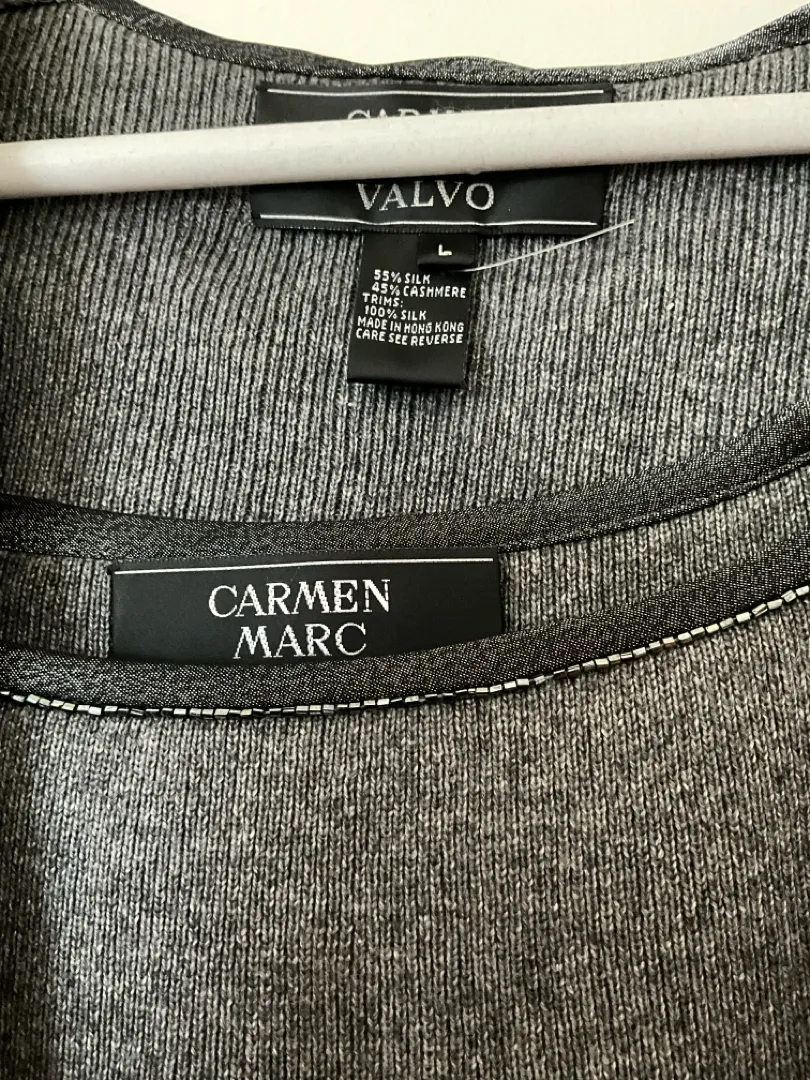 VALVO
L
55% SILK
45% CASHMERE
TRIMS:
100% SILK
MADE IN HONG KONG
CARE SEE REVERSE
CARMEN
MARC